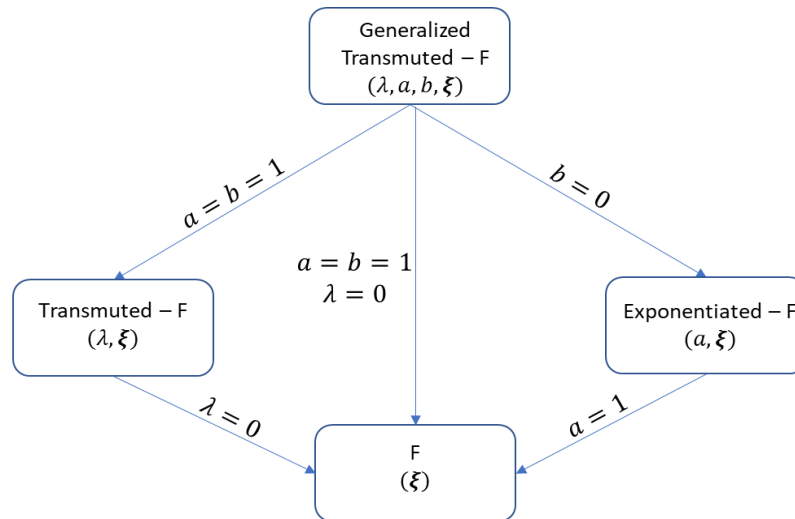 Generalized
Transmuted – F
(λ, a, b, ξ)
a = b = 1
b = 0
a = b = 1
λ = 0
Transmuted – F
(λ, ξ)
Exponentiated – F
(a, ξ)
λ = 0
a = 1
F
(ξ)